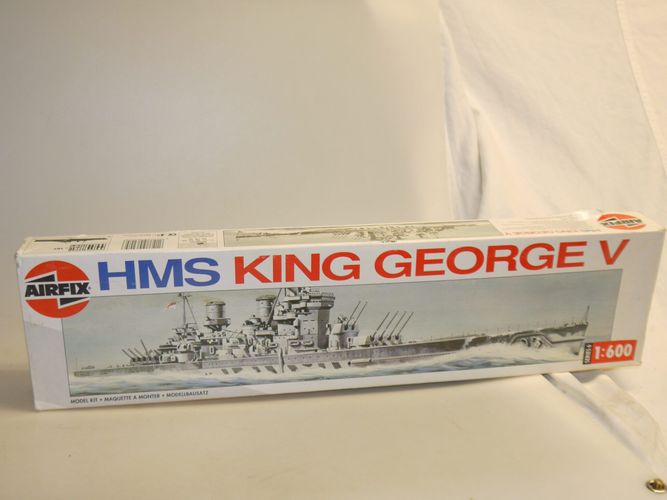 AIRFIX
HMS KING GEORGE V
AIRFIX
MODEL KIT • MAQUETTE A MONTER • MODELLBAUSATZ
1:600